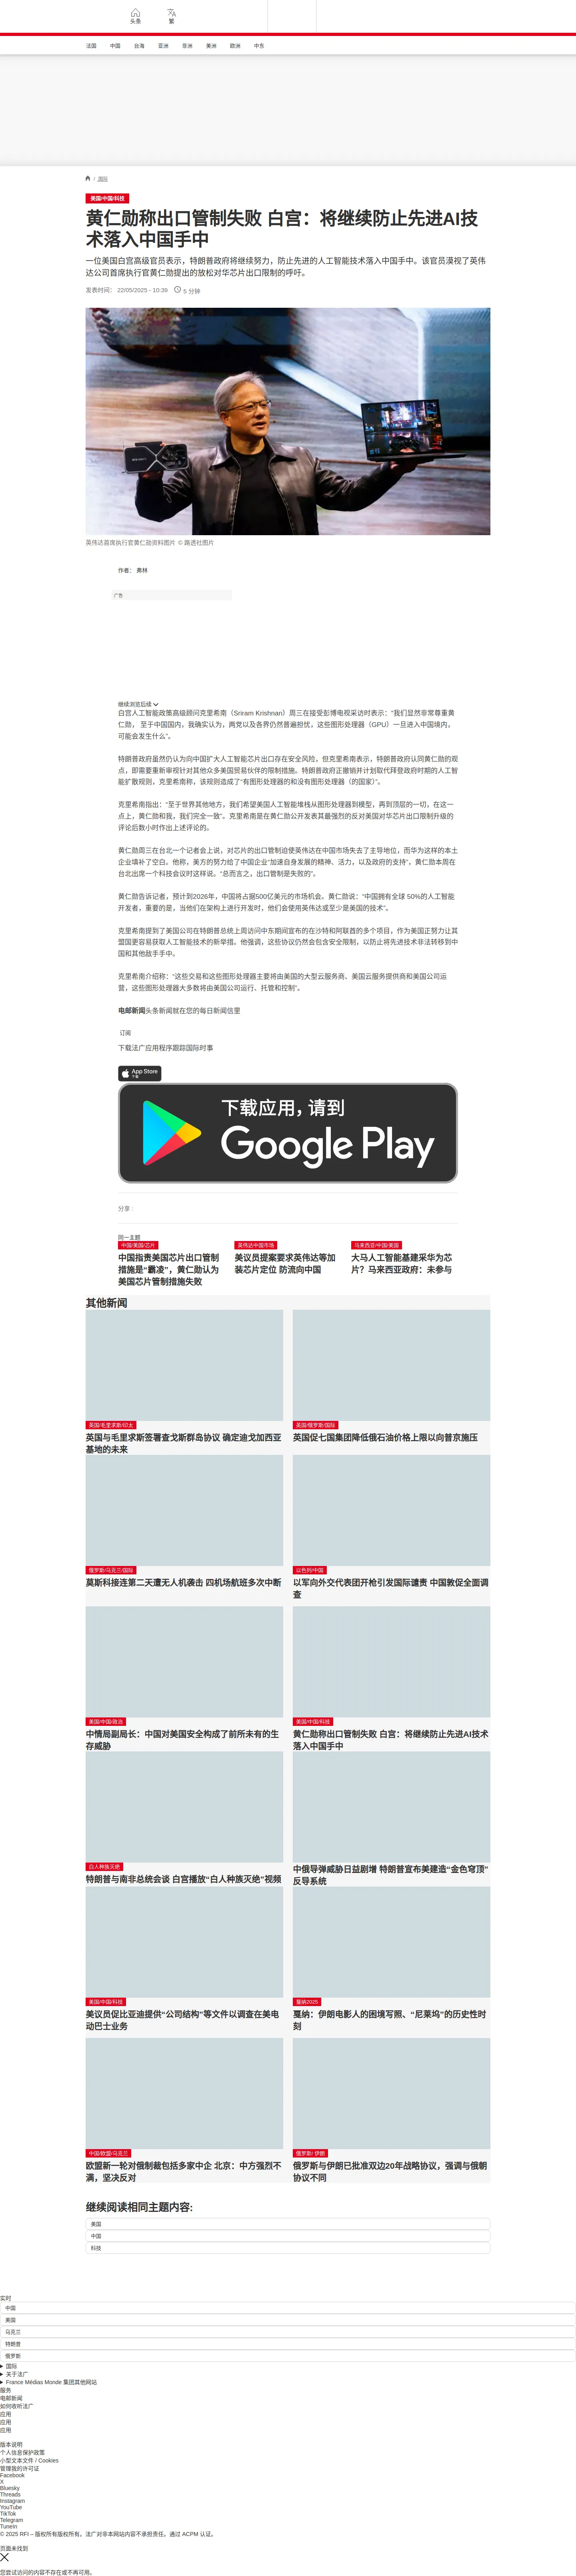 头条
繁
法国 中国 台海 亚洲 非洲 美洲 欧洲 中东
/ 国际
美国/中国/科技
黄仁勋称出口管制失败 白宫：将继续防止先进AI技
术落入中国手中
一位美国白宫高级官员表示，特朗普政府将继续努力，防止先进的人工智能技术落入中国手中。该官员漠视了英伟
达公司首席执行官黄仁勋提出的放松对华芯片出口限制的呼吁。
发表时间： 22/05/2025 - 10:39 5 分钟
英伟达首席执行官黄仁勋资料图片 © 路透社图片
作者： 弗林
广告
继续浏览后续
白宫人工智能政策高级顾问克里希南（Sriram Krishnan）周三在接受彭博电视采访时表示：“我们显然非常尊重黄
仁勋， 至于中国国内，我确实认为，两党以及各界仍然普遍担忧，这些图形处理器（GPU）一旦进入中国境内，
可能会发生什么”。
特朗普政府虽然仍认为向中国扩大人工智能芯片出口存在安全风险，但克里希南表示，特朗普政府认同黄仁勋的观
点，即需要重新审视针对其他众多美国贸易伙伴的限制措施。特朗普政府正撤销并计划取代拜登政府时期的人工智
能扩散规则，克里希南称，该规则造成了“有图形处理器的和没有图形处理器（的国家）”。
克里希南指出：“至于世界其他地方，我们希望美国人工智能堆栈从图形处理器到模型，再到顶层的一切，在这一
点上，黄仁勋和我，我们完全一致”。克里希南是在黄仁勋公开发表其最强烈的反对美国对华芯片出口限制升级的
评论后数小时作出上述评论的。
黄仁勋周三在台北一个记者会上说，对芯片的出口管制迫使英伟达在中国市场失去了主导地位，而华为这样的本土
企业填补了空白。他称，美方的努力给了中国企业“加速自身发展的精神、活力，以及政府的支持”，黄仁勋本周在
台北出席一个科技会议时这样说。“总而言之，出口管制是失败的”。
黄仁勋告诉记者，预计到2026年，中国将占据500亿美元的市场机会。黄仁勋说：“中国拥有全球 50%的人工智能
开发者，重要的是，当他们在架构上进行开发时，他们会使用英伟达或至少是美国的技术”。
克里希南提到了美国公司在特朗普总统上周访问中东期间宣布的在沙特和阿联酋的多个项目，作为美国正努力让其
盟国更容易获取人工智能技术的新举措。他强调，这些协议仍然会包含安全限制，以防止将先进技术非法转移到中
国和其他敌手手中。
克里希南介绍称：“这些交易和这些图形处理器主要将由美国的大型云服务商、美国云服务提供商和美国公司运
营，这些图形处理器大多数将由美国公司运行、托管和控制”。
电邮新闻头条新闻就在您的每日新闻信里
订阅
下载法广应用程序跟踪国际时事
App Store
下载
下载应用，请到
Google Play
分享 :
同一主题
中国/美国/芯片
中国指责美国芯片出口管制
措施是“霸凌”，黄仁勋认为
美国芯片管制措施失败
英伟达中国市场
美议员提案要求英伟达等加
装芯片定位 防流向中国
马来西亚/中国/美国
大马人工智能基建采华为芯
片？马来西亚政府：未参与
其他新闻
英国/毛里求斯/印太
英国与毛里求斯签署查戈斯群岛协议 确定迪戈加西亚
基地的未来
英国/俄罗斯/国际
英国促七国集团降低俄石油价格上限以向普京施压
俄罗斯/乌克兰/国际
莫斯科接连第二天遭无人机袭击 四机场航班多次中断
以色列/中国
以军向外交代表团开枪引发国际谴责 中国敦促全面调
查
美国/中国/政治
中情局副局长：中国对美国安全构成了前所未有的生
存威胁
美国/中国/科技
黄仁勋称出口管制失败 白宫：将继续防止先进AI技术
落入中国手中
白人种族灭绝
特朗普与南非总统会谈 白宫播放“白人种族灭绝”视频
中俄导弹威胁日益剧增 特朗普宣布美建造“金色穹顶”
反导系统
美国/中国/科技
美议员促比亚迪提供“公司结构”等文件以调查在美电
动巴士业务
戛纳2025
戛纳：伊朗电影人的困境写照、“尼莱坞”的历史性时
刻
中国/欧盟/乌克兰
欧盟新一轮对俄制裁包括多家中企 北京：中方强烈不
满，坚决反对
俄罗斯/ 伊朗
俄罗斯与伊朗已批准双边20年战略协议，强调与俄朝
协议不同
继续阅读相同主题内容:
美国
中国
科技
实时
中国
美国
乌克兰
特朗普
俄罗斯
国际
关于法广
France Médias Monde 集团其他网站
服务
电邮新闻
如何收听法广
应用
应用
应用
版本说明
个人信息保护政策
小型文本文件 / Cookies
管理我的许可证
Facebook
X
Bluesky
Threads
Instagram
YouTube
TikTok
Telegram
TuneIn
© 2025 RFI – 版权所有版权所有。法广对非本网站内容不承担责任。通过 ACPM 认证。
页面未找到
您尝试访问的内容不存在或不再可用。